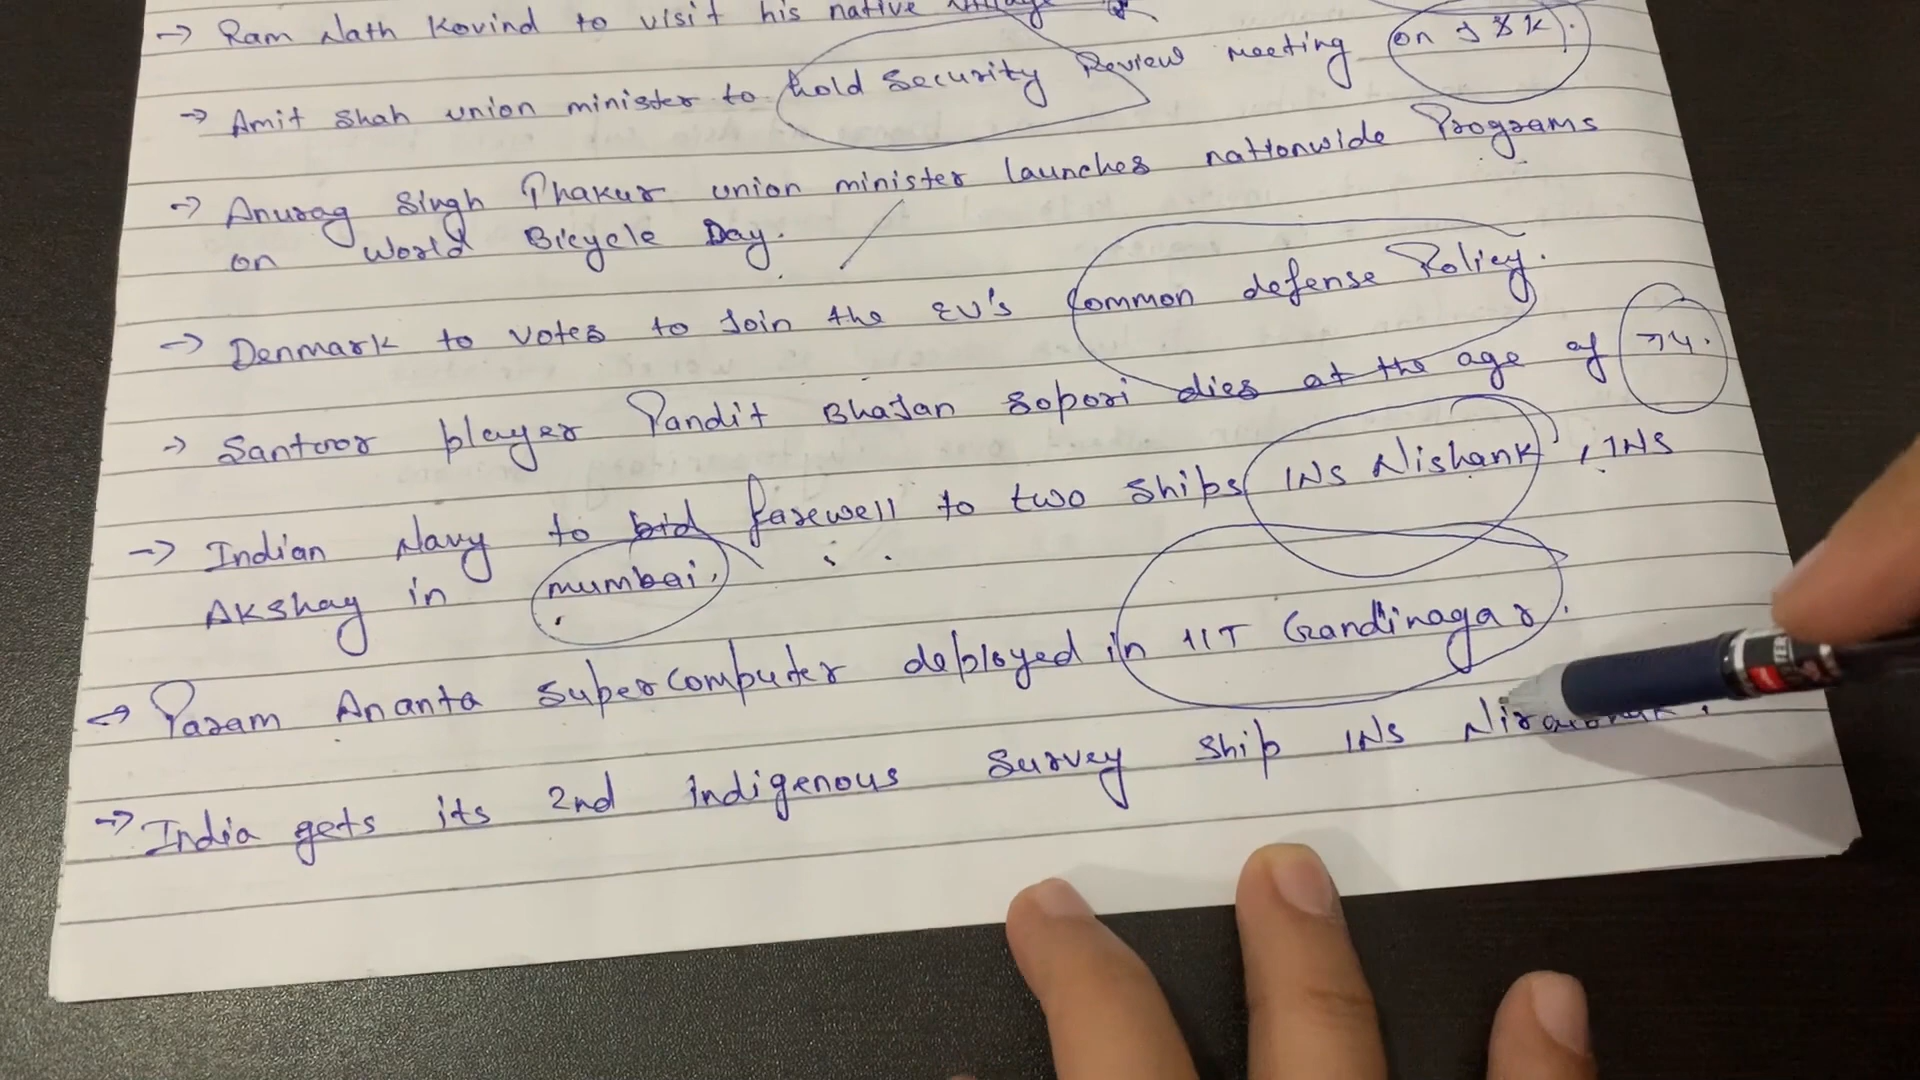 → Ram Nath Kovind to visit his native village
→ Amit Shah union minister to hold Security Review meeting on J & K).
→ Anurag Singh Thakur union minister launches nationwide Programs
on World Bicycle Day.
→ Denmark to votes to Join the EU's Common defense Policy.
→ Santoor player Pandit BhaJan Sopori dies at the age of 74.
→ Indian Navy to bid farewell to two ships INS Nishank, INS
AKshay in mumbai.
→ Param Ananta supercomputer deployed in IIT Gandinagar.
→ India gets its 2nd indigenous Survey Ship INS